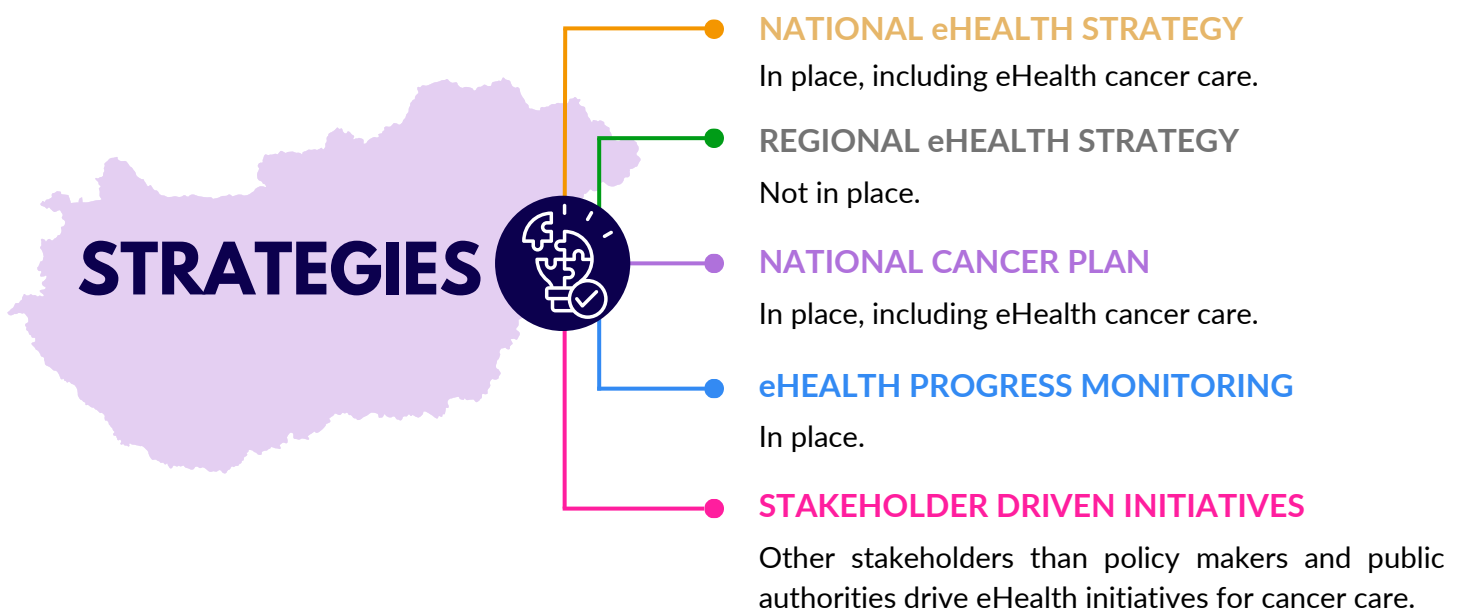 STRATEGIES
NATIONAL eHEALTH STRATEGY
In place, including eHealth cancer care.
REGIONAL eHEALTH STRATEGY
Not in place.
NATIONAL CANCER PLAN
In place, including eHealth cancer care.
eHEALTH PROGRESS MONITORING
In place.
STAKEHOLDER DRIVEN INITIATIVES
Other stakeholders than policy makers and public
authorities drive eHealth initiatives for cancer care.